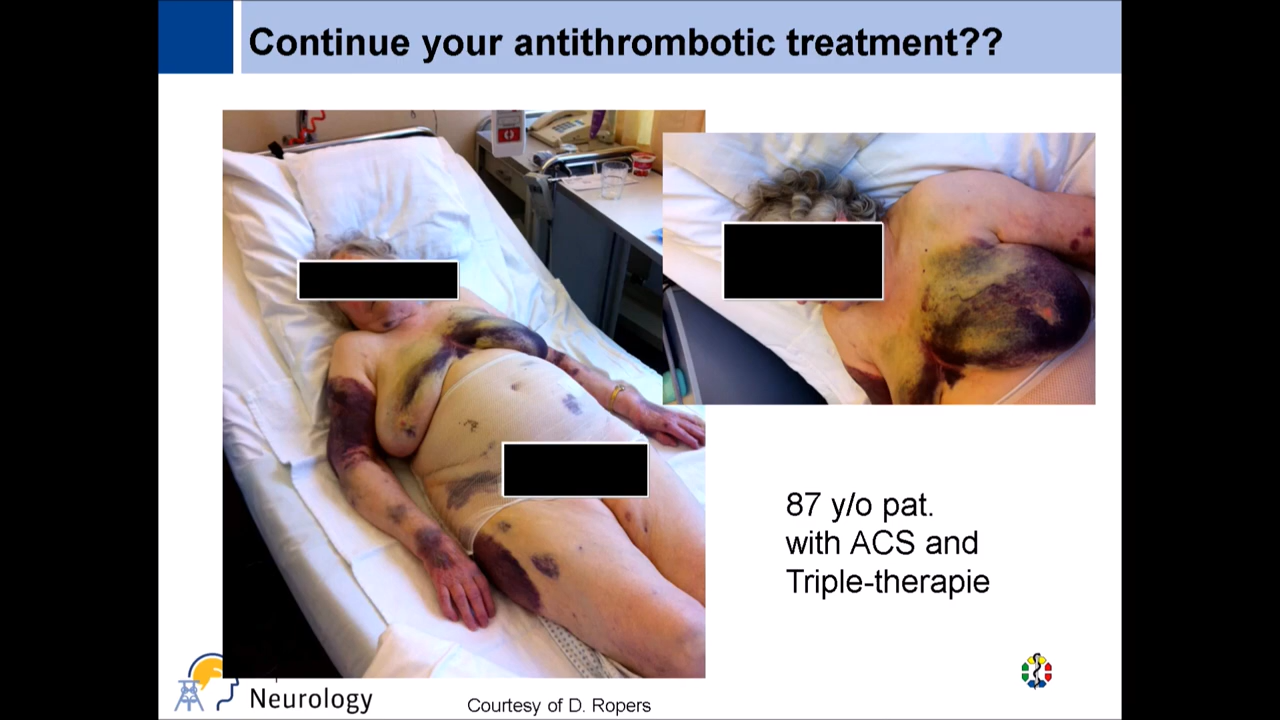 Continue your antithrombotic treatment??
87 y/o pat.
with ACS and
Triple-therapie
Neurology
Courtesy of D. Ropers